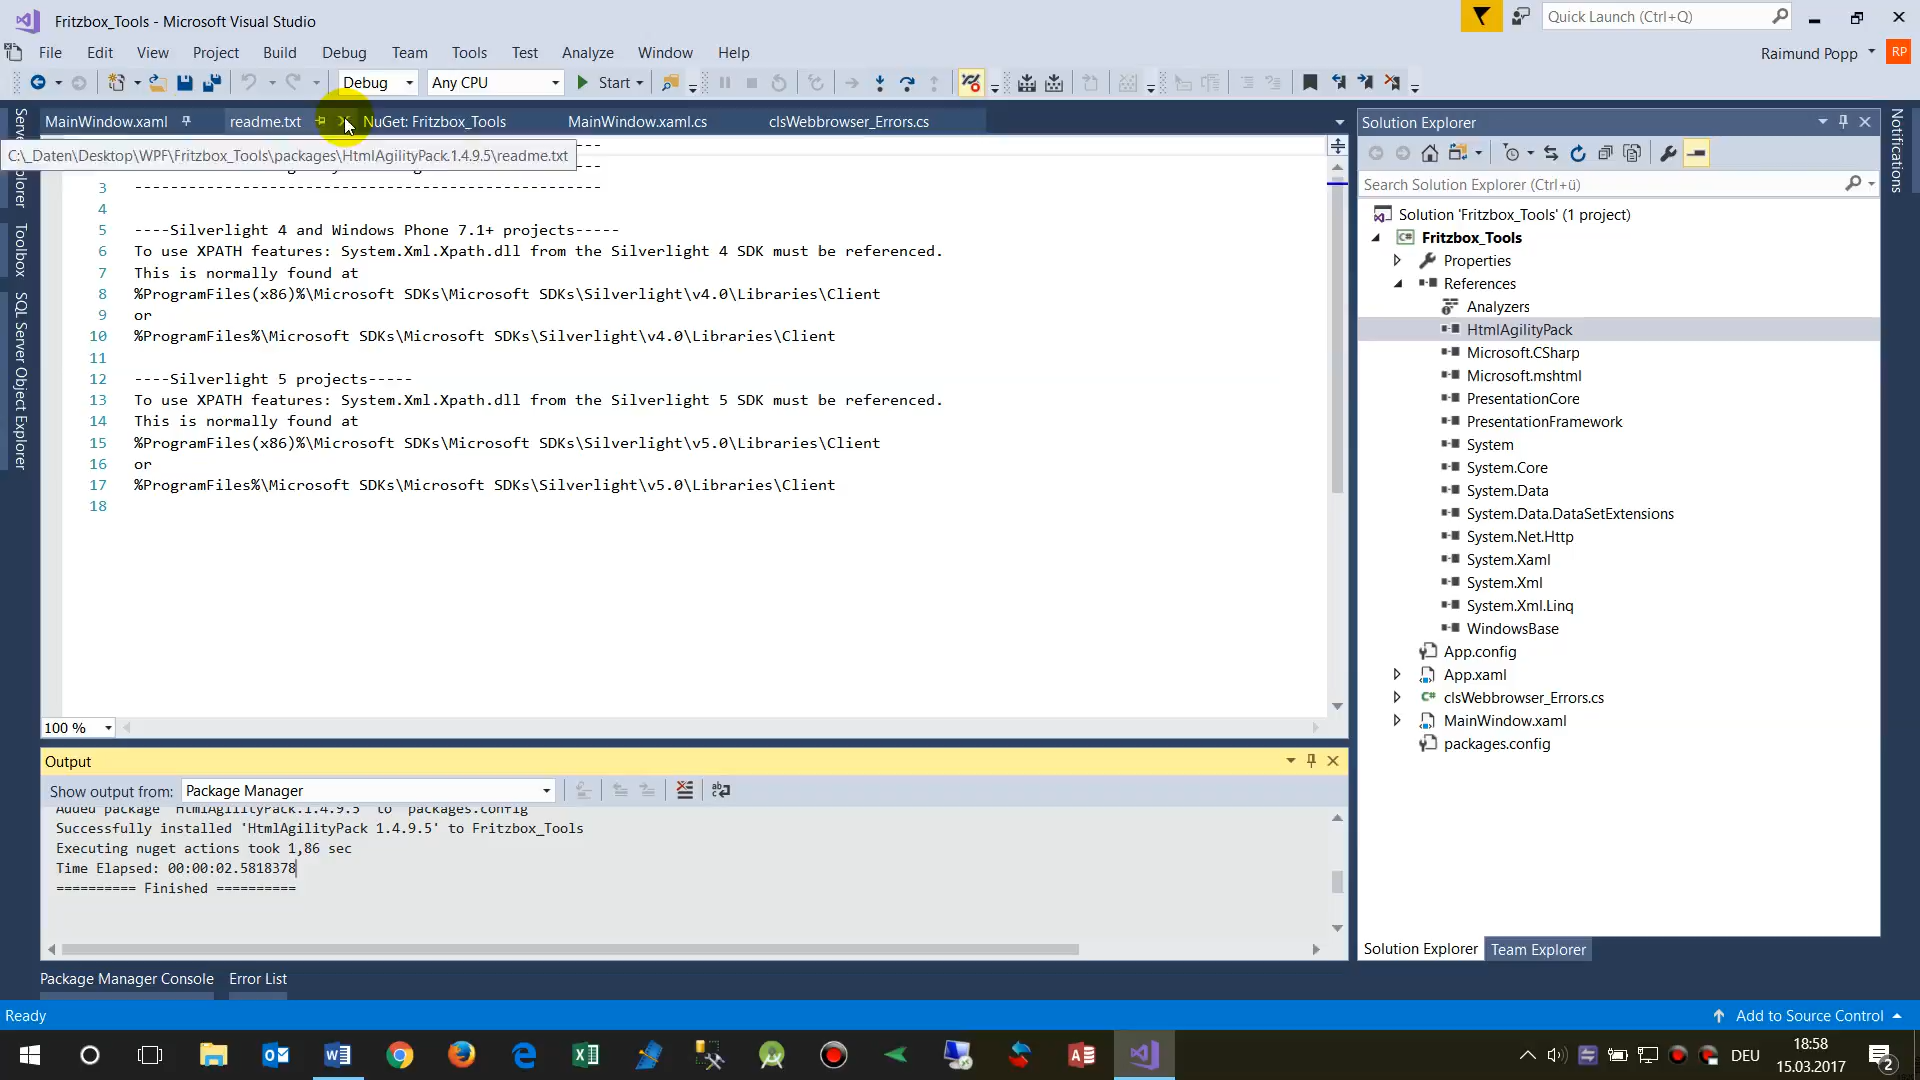 Fritzbox_Tools - Microsoft Visual Studio
Quick Launch (Ctrl+Q)
File Edit View Project Build Debug Team Tools Test Analyze Window Help
Raimund Popp
RP
Debug
Any CPU
Start
MainWindow.xaml
readme.txt
NuGet: Fritzbox_Tools
MainWindow.xaml.cs
clsWebbrowser_Errors.cs
C:\_Daten\Desktop\WPF\Fritzbox_Tools\packages\HtmlAgilityPack.1.4.9.5\readme.txt
3 ----------------------------------------------------
4
5 ----Silverlight 4 and Windows Phone 7.1+ projects-----
6 To use XPATH features: System.Xml.Xpath.dll from the Silverlight 4 SDK must be referenced.
7 This is normally found at
8 %ProgramFiles(x86)%\Microsoft SDKs\Microsoft SDKs\Silverlight\v4.0\Libraries\Client
9 or
10 %ProgramFiles%\Microsoft SDKs\Microsoft SDKs\Silverlight\v4.0\Libraries\Client
11
12 ----Silverlight 5 projects-----
13 To use XPATH features: System.Xml.Xpath.dll from the Silverlight 5 SDK must be referenced.
14 This is normally found at
15 %ProgramFiles(x86)%\Microsoft SDKs\Microsoft SDKs\Silverlight\v5.0\Libraries\Client
16 or
17 %ProgramFiles%\Microsoft SDKs\Microsoft SDKs\Silverlight\v5.0\Libraries\Client
18
100 %
Output
Show output from: Package Manager
Added package 'HtmlAgilityPack.1.4.9.5' to 'packages.config'
Successfully installed 'HtmlAgilityPack 1.4.9.5' to Fritzbox_Tools
Executing nuget actions took 1,86 sec
Time Elapsed: 00:00:02.5818378
========== Finished ==========
Package Manager Console
Error List
Toolbox
SQL Server Object Explorer
Solution Explorer
Search Solution Explorer (Ctrl+ü)
Solution 'Fritzbox_Tools' (1 project)
Fritzbox_Tools
Properties
References
Analyzers
HtmlAgilityPack
Microsoft.CSharp
Microsoft.mshtml
PresentationCore
PresentationFramework
System
System.Core
System.Data
System.Data.DataSetExtensions
System.Net.Http
System.Xaml
System.Xml
System.Xml.Linq
WindowsBase
App.config
App.xaml
C# clsWebbrowser_Errors.cs
MainWindow.xaml
packages.config
Solution Explorer
Team Explorer
Notifications
Ready
Add to Source Control
DEU
18:58
15.03.2017
2